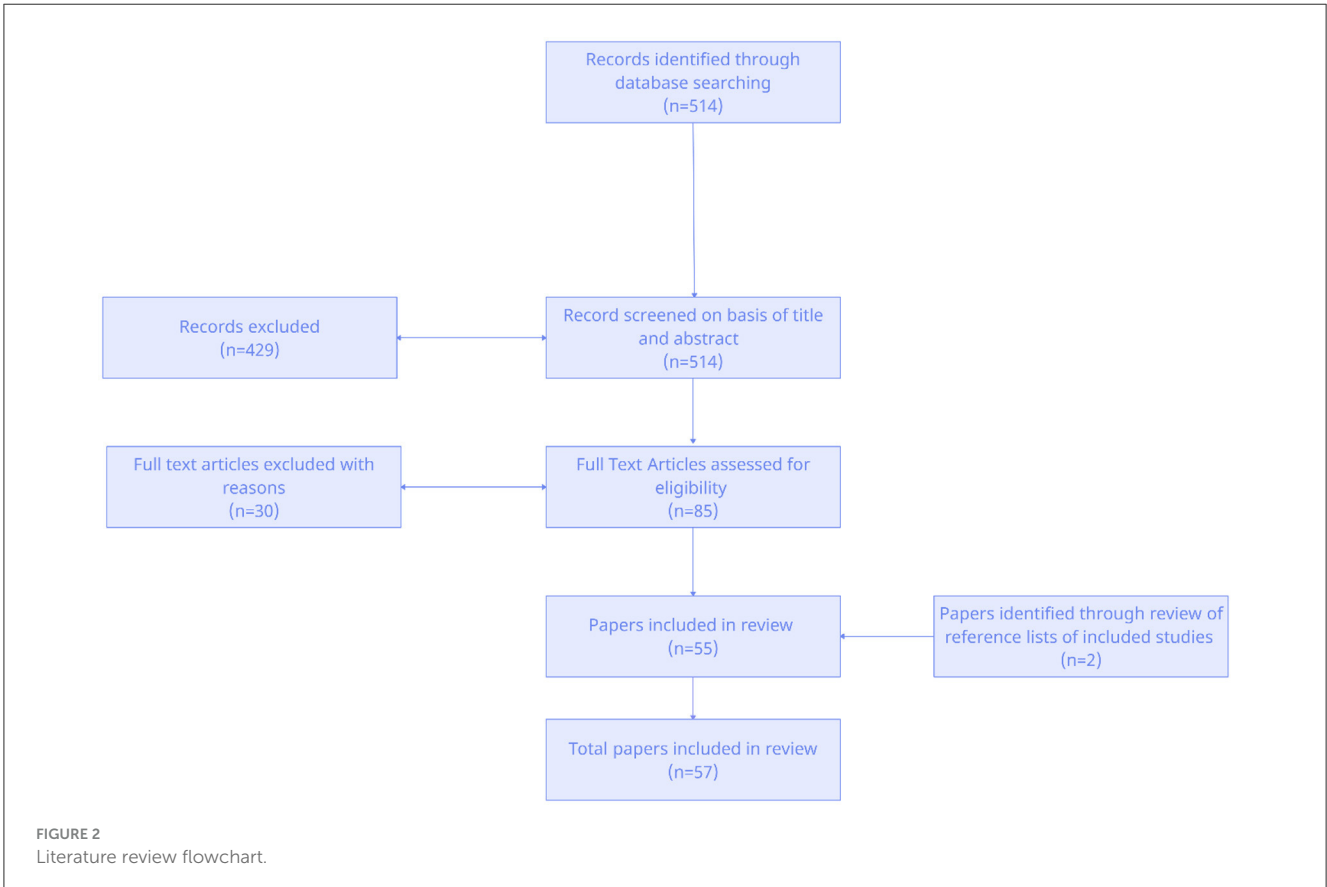 Records identified through
database searching
(n=514)
Records excluded
(n=429)
Record screened on basis of title
and abstract
(n=514)
Full text articles excluded with
reasons
(n=30)
Full Text Articles assessed for
eligibility
(n=85)
Papers included in review
(n=55)
Papers identified through review of
reference lists of included studies
(n=2)
Total papers included in review
(n=57)
FIGURE 2
Literature review flowchart.